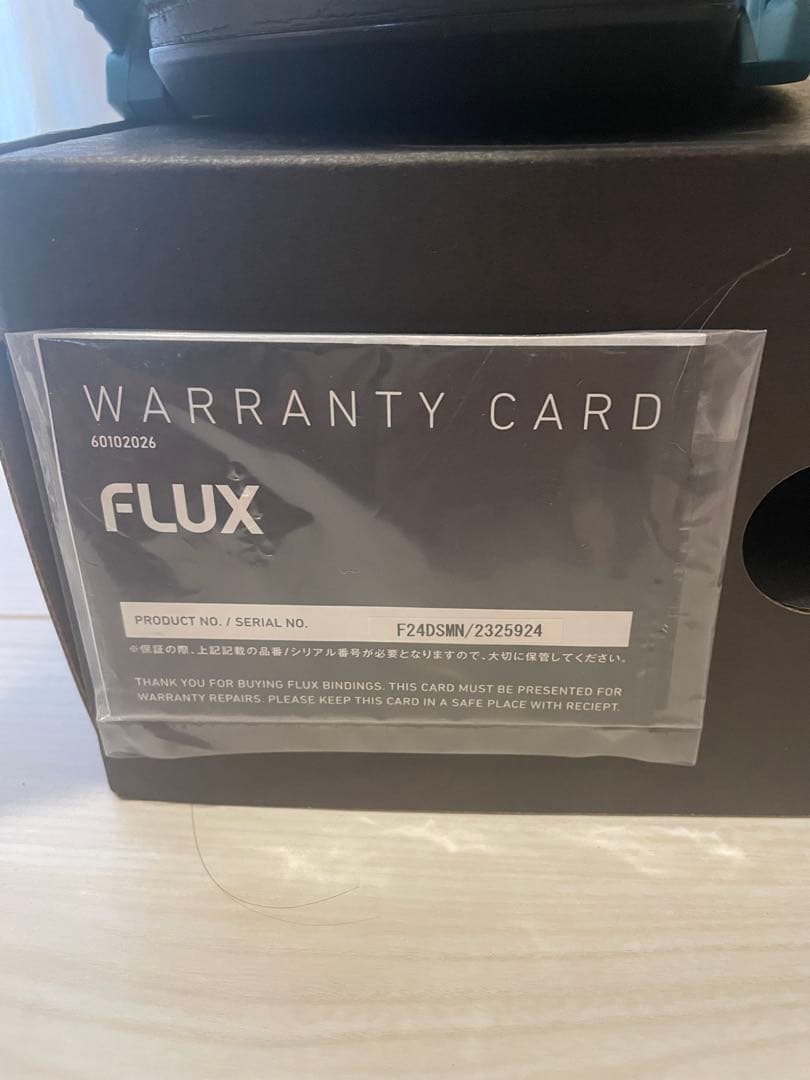 WARRANTY CARD
60102026
FLUX
PRODUCT NO. / SERIAL NO. F24DSMN/2325924
※保証の際、上記記載の品番/シリアル番号が必要となりますので、大切に保管してください。
THANK YOU FOR BUYING FLUX BINDINGS. THIS CARD MUST BE PRESENTED FOR
WARRANTY REPAIRS. PLEASE KEEP THIS CARD IN A SAFE PLACE WITH RECIEPT.